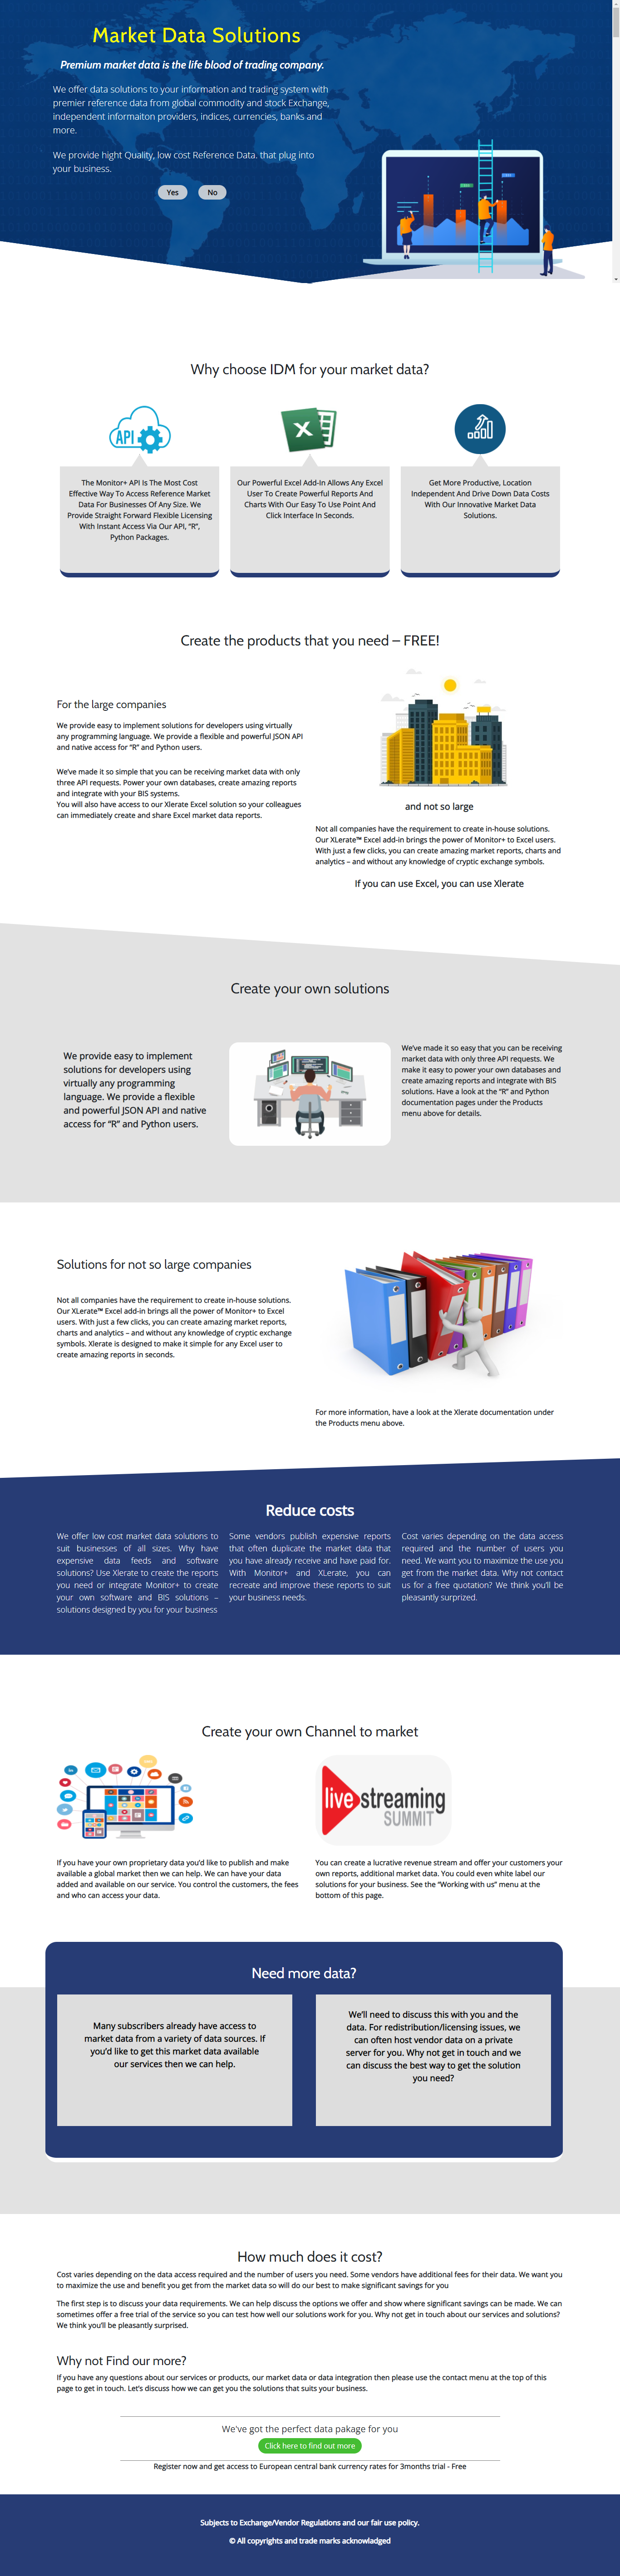 Market Data Solutions
Premium market data is the life blood of trading company.
We offer data solutions to your information and trading system with
premier reference data from global commodity and stock Exchange,
independent informaiton providers, indices, currencies, banks and
more.
We provide hight Quality, low cost Reference Data. that plug into
your business.
Yes
No
Why choose IDM for your market data?
API
X
The Monitor+ API Is The Most Cost
Effective Way To Access Reference Market
Data For Businesses Of Any Size. We
Provide Straight Forward Flexible Licensing
With Instant Access Via Our API, “R”,
Python Packages.
Our Powerful Excel Add-In Allows Any Excel
User To Create Powerful Reports And
Charts With Our Easy To Use Point And
Click Interface In Seconds.
Get More Productive, Location
Independent And Drive Down Data Costs
With Our Innovative Market Data
Solutions.
Create the products that you need – FREE!
For the large companies
We provide easy to implement solutions for developers using virtually
any programming language. We provide a flexible and powerful JSON API
and native access for “R” and Python users.
We’ve made it so simple that you can be receiving market data with only
three API requests. Power your own databases, create amazing reports
and integrate with your BIS systems.
You will also have access to our Xlerate Excel solution so your colleagues
can immediately create and share Excel market data reports.
and not so large
Not all companies have the requirement to create in-house solutions.
Our XLerate™ Excel add-in brings the power of Monitor+ to Excel users.
With just a few clicks, you can create amazing market reports, charts and
analytics – and without any knowledge of cryptic exchange symbols.
If you can use Excel, you can use Xlerate
Create your own solutions
We provide easy to implement
solutions for developers using
virtually any programming
language. We provide a flexible
and powerful JSON API and native
access for “R” and Python users.
We’ve made it so easy that you can be receiving
market data with only three API requests. We
make it easy to power your own databases and
create amazing reports and integrate with BIS
solutions. Have a look at the “R” and Python
documentation pages under the Products
menu above for details.
Solutions for not so large companies
Not all companies have the requirement to create in-house solutions.
Our XLerate™ Excel add-in brings all the power of Monitor+ to Excel
users. With just a few clicks, you can create amazing market reports,
charts and analytics – and without any knowledge of cryptic exchange
symbols. Xlerate is designed to make it simple for any Excel user to
create amazing reports in seconds.
For more information, have a look at the Xlerate documentation under
the Products menu above.
Reduce costs
We offer low cost market data solutions to
suit businesses of all sizes. Why have
expensive data feeds and software
solutions? Use Xlerate to create the reports
you need or integrate Monitor+ to create
your own software and BIS solutions –
solutions designed by you for your business
Some vendors publish expensive reports
that often duplicate the market data that
you have already receive and have paid for.
With Monitor+ and XLerate, you can
recreate and improve these reports to suit
your business needs.
Cost varies depending on the data access
required and the number of users you
need. We want you to maximize the use you
get from the market data. Why not contact
us for a free quotation? We think you’ll be
pleasantly surprized.
Create your own Channel to market
live streaming
SUMMIT
If you have your own proprietary data you’d like to publish and make
available a global market then we can help. We can have your data
added and available on our service. You control the customers, the fees
and who can access your data.
You can create a lucrative revenue stream and offer your customers your
own reports, additional market data. You could even white label our
solutions for your business. See the “Working with us” menu at the
bottom of this page.
Need more data?
Many subscribers already have access to
market data from a variety of data sources. If
you’d like to get this market data available
our services then we can help.
We’ll need to discuss this with you and the
data. For redistribution/licensing issues, we
can often host vendor data on a private
server for you. Why not get in touch and we
can discuss the best way to get the solution
you need?
How much does it cost?
Cost varies depending on the data access required and the number of users you need. Some vendors have additional fees for their data. We want you
to maximize the use and benefit you get from the market data so will do our best to make significant savings for you
The first step is to discuss your data requirements. We can help discuss the options we offer and show where significant savings can be made. We can
sometimes offer a free trial of the service so you can test how well our solutions work for you. Why not get in touch about our services and solutions?
We think you’ll be pleasantly surprised.
Why not Find our more?
If you have any questions about our services or products, our market data or data integration then please use the contact menu at the top of this
page to get in touch. Let’s discuss how we can get you the solutions that suits your business.
We've got the perfect data pakage for you
Click here to find out more
Register now and get access to European central bank currency rates for 3months trial - Free
Subjects to Exchange/Vendor Regulations and our fair use policy.
© All copyrights and trade marks acknowladged